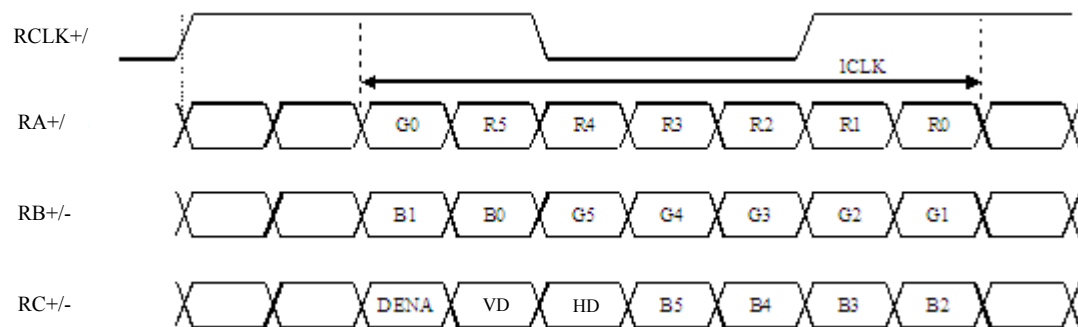 RCLK+/
1CLK
RA+/ G0 R5 R4 R3 R2 R1 R0
RB+/- B1 B0 G5 G4 G3 G2 G1
RC+/- DENA VD HD B5 B4 B3 B2